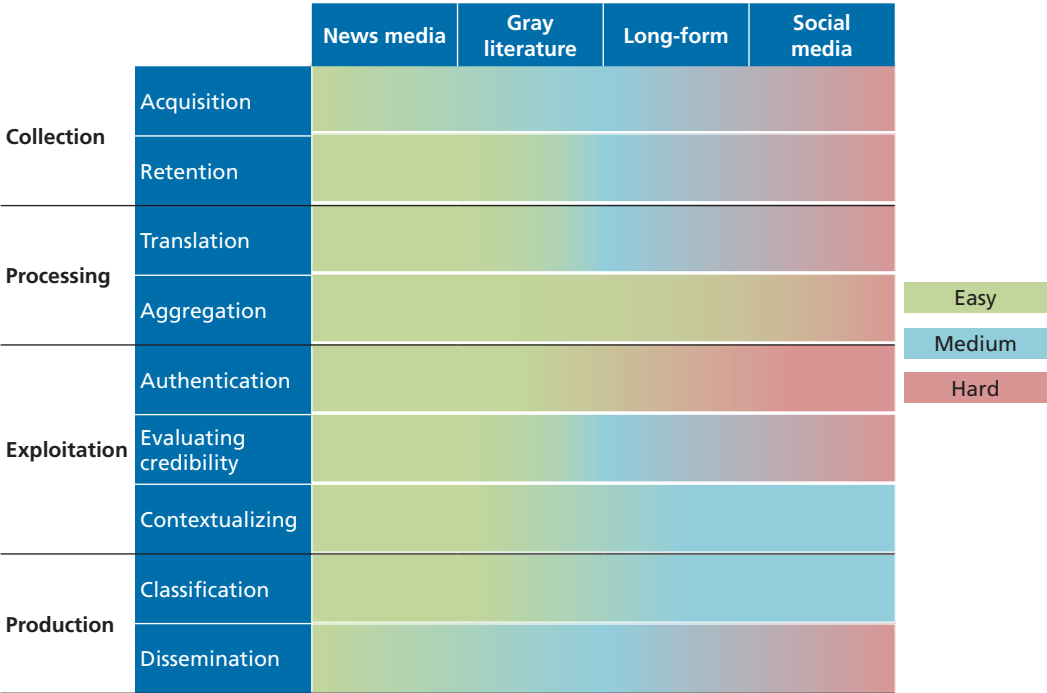 News media
Gray
literature
Long-form
Social
media
Collection
Acquisition
Retention
Processing
Translation
Aggregation
Exploitation
Authentication
Evaluating
credibility
Contextualizing
Production
Classification
Dissemination
Easy
Medium
Hard